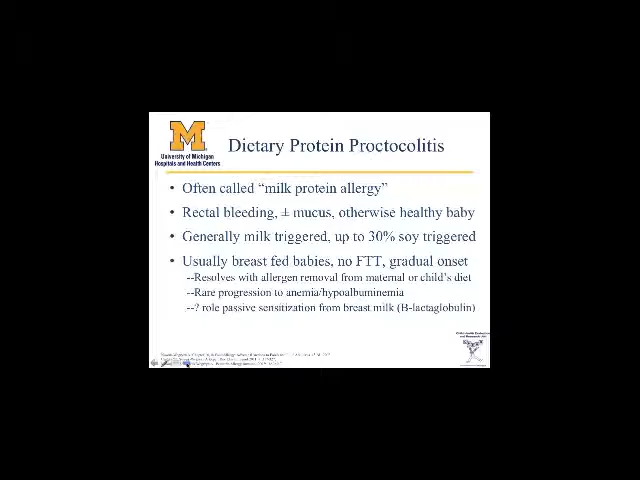 M
University of Michigan
Hospitals and Health Centers
Dietary Protein Proctocolitis
• Often called “milk protein allergy”
• Rectal bleeding, ± mucus, otherwise healthy baby
• Generally milk triggered, up to 30% soy triggered
• Usually breast fed babies, no FTT, gradual onset
--Resolves with allergen removal from maternal or child’s diet
--Rare progression to anemia/hypoalbuminemia
--? role passive sensitization from breast milk (B-lactaglobulin)